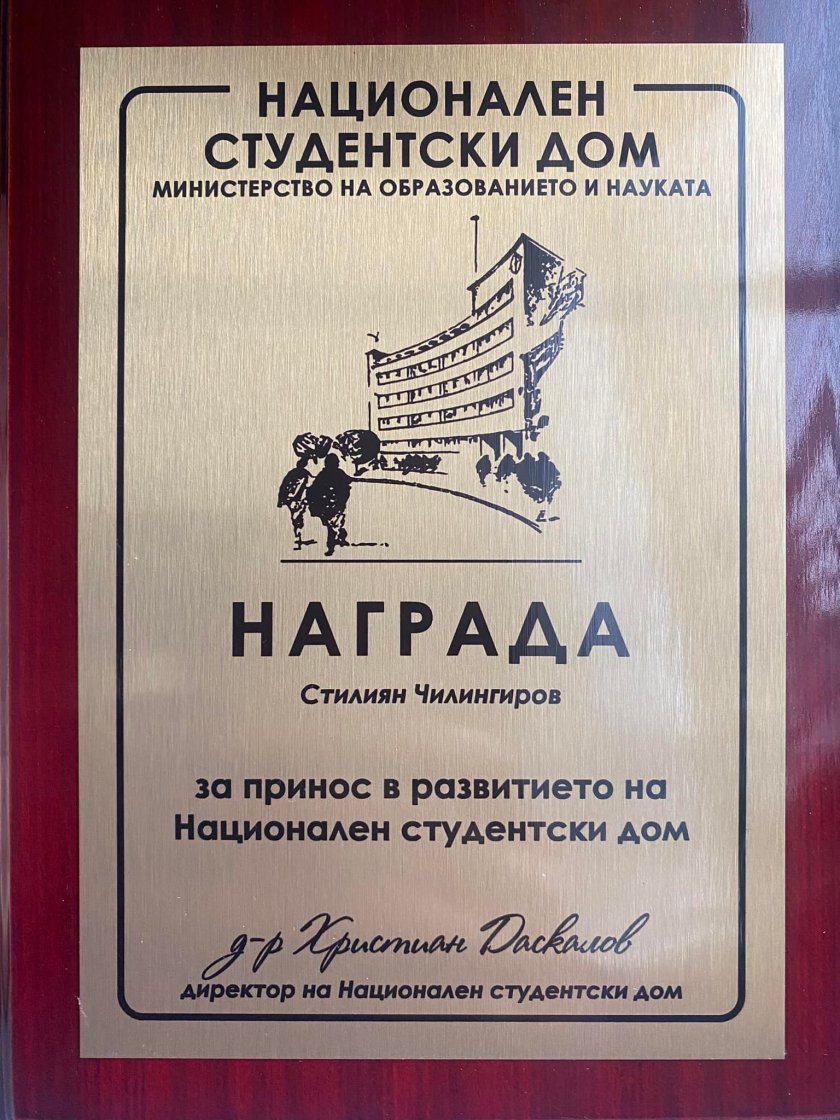 НАЦИОНАЛЕН
СТУДЕНТСКИ ДОМ
МИНИСТЕРСТВО НА ОБРАЗОВАНИЕТО И НАУКАТА
НАГРАДА
Стилиян Чилингиров
за принос в развитието на
Национален студентски дом
д-р Христиан Даскалов
директор на Национален студентски дом